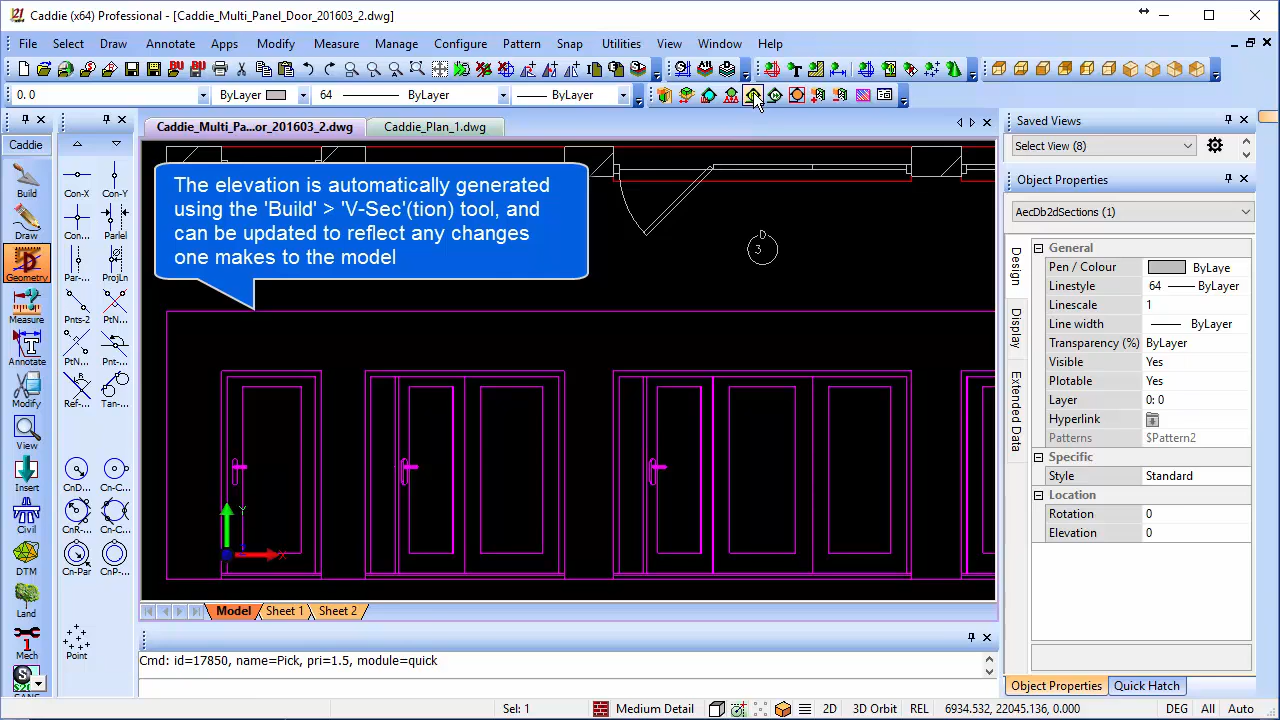 Caddie (x64) Professional - [Caddie_Multi_Panel_Door_201603_2.dwg]
File Select Draw Annotate Apps Modify Measure Manage Configure Pattern Snap Utilities View Window Help
0. 0 ByLayer 64 ByLayer ByLayer
Caddie
Build
Draw
Geometry
Measure
Annotate
Modify
View
Insert
Civil
DTM
Land
Mech
Con-X Con-Y
Con... Parlel
Par-... ProjLn
Pnts-2 PtN...
PtN... Pnt-...
Ref-... Tan-...
CnD... CnP...
CnR... Cn-C...
Cn-Par CnP-...
Point
Caddie_Multi_Pa...or_201603_2.dwg Caddie_Plan_1.dwg
The elevation is automatically generated
using the 'Build' > 'V-Sec'(tion) tool, and
can be updated to reflect any changes
one makes to the model
D
3
Y
X
Model Sheet 1 Sheet 2
Cmd: id=17850, name=Pick, pri=1.5, module=quick
Saved Views
Select View (8)
Object Properties
AecDb2dSections (1)
Design
Display
Extended Data
General
Pen / Colour ByLaye
Linestyle 64 ByLayer
Linescale 1
Line width ByLayer
Transparency (%) ByLayer
Visible Yes
Plotable Yes
Layer 0: 0
Hyperlink
Patterns $Pattern2
Specific
Style Standard
Location
Rotation 0
Elevation 0
Object Properties Quick Hatch
Sel: 1 Medium Detail 2D 3D Orbit REL 6934.532, 22045.136, 0.000 DEG All Auto